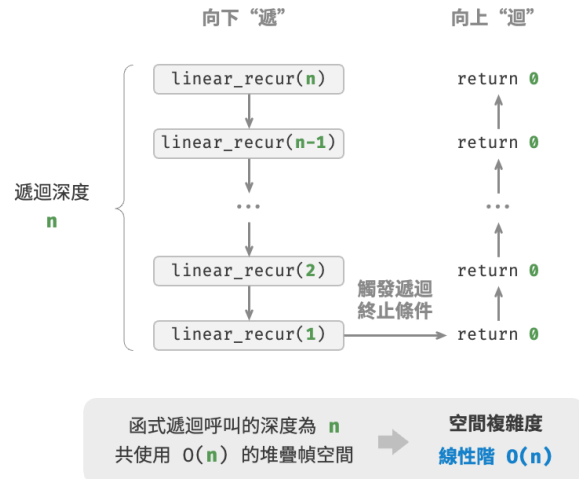 向下“遞”
向上“迴”
linear_recur(n)
return 0
linear_recur(n-1)
return 0
遞迴深度
n
...
...
linear_recur(2)
return 0
觸發遞迴
終止條件
linear_recur(1)
return 0
函式遞迴呼叫的深度為 n
共使用 O(n) 的堆疊幀空間
空間複雜度
線性階 O(n)